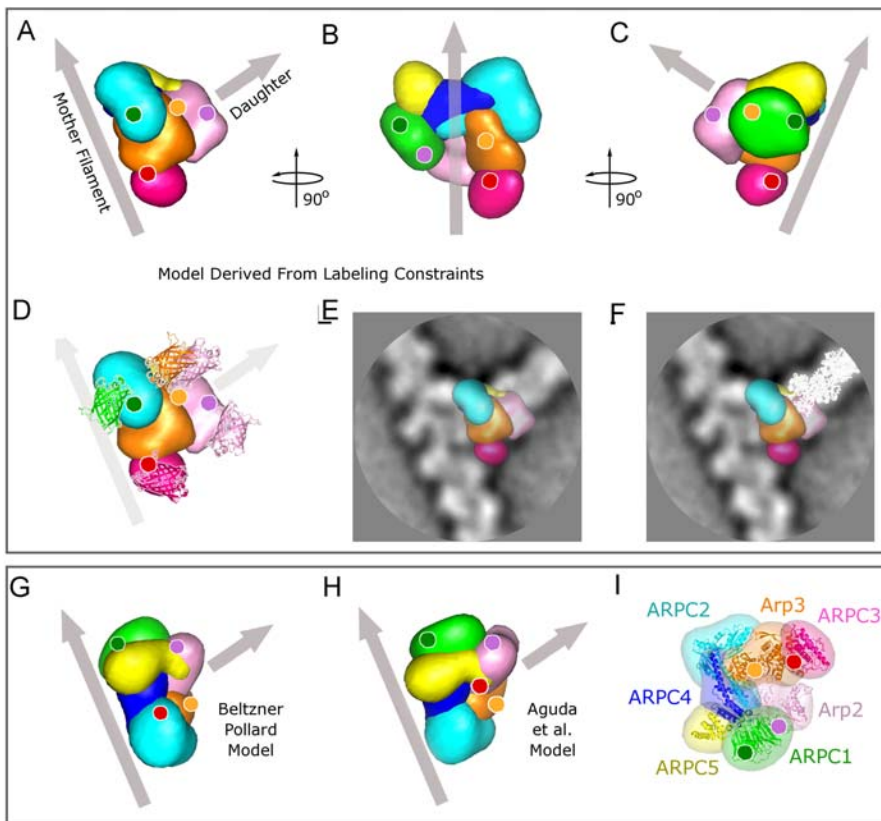 A
B
C
Mother Filament
Daughter
90°
90°
Model Derived From Labeling Constraints
D
E
F
G
H
I
Beltzner
Pollard
Model
Aguda
et al.
Model
ARPC2
Arp3
ARPC3
ARPC4
Arp2
ARPC5
ARPC1